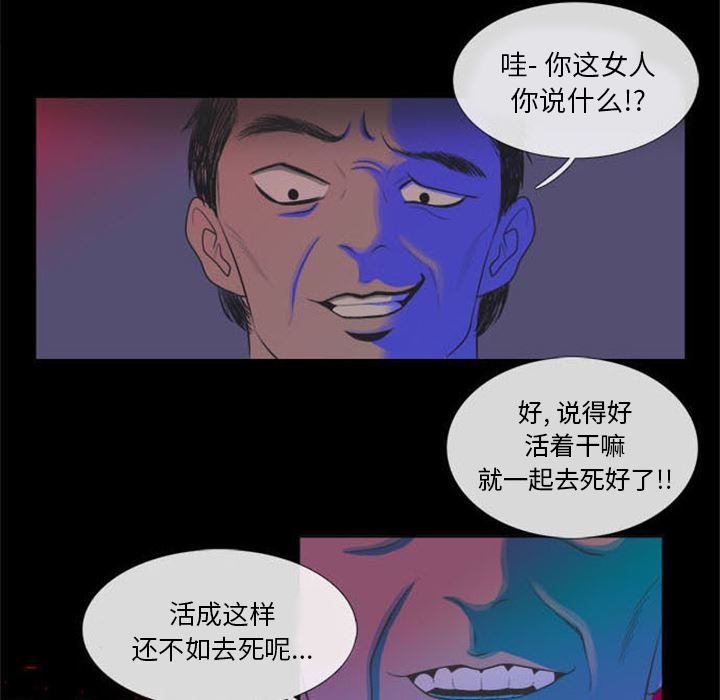 哇- 你这女人
你说什么!?
好, 说得好
活着干嘛
就一起去死好了!!
活成这样
还不如去死呢...